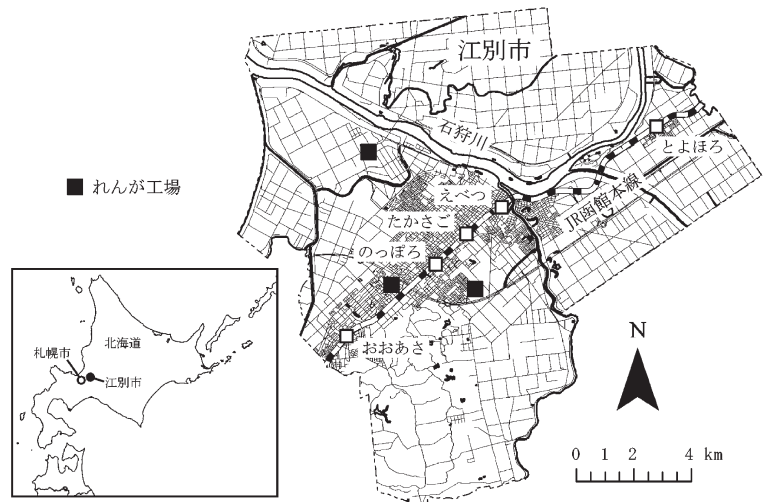 江別市
石狩川
とよほろ
れんが工場
えべつ
JR函館本線
たかさご
のっぽろ
おおあさ
北海道
札幌市
江別市
N
0 1 2 4 km